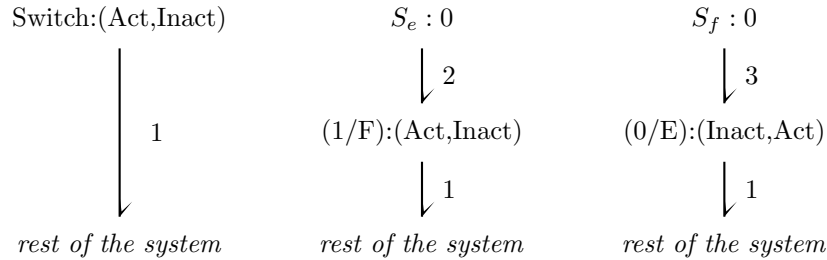 Switch:(Act,Inact) S_e : 0 S_f : 0
2 3
1 (1/F):(Act,Inact) (0/E):(Inact,Act)
1 1
rest of the system rest of the system rest of the system